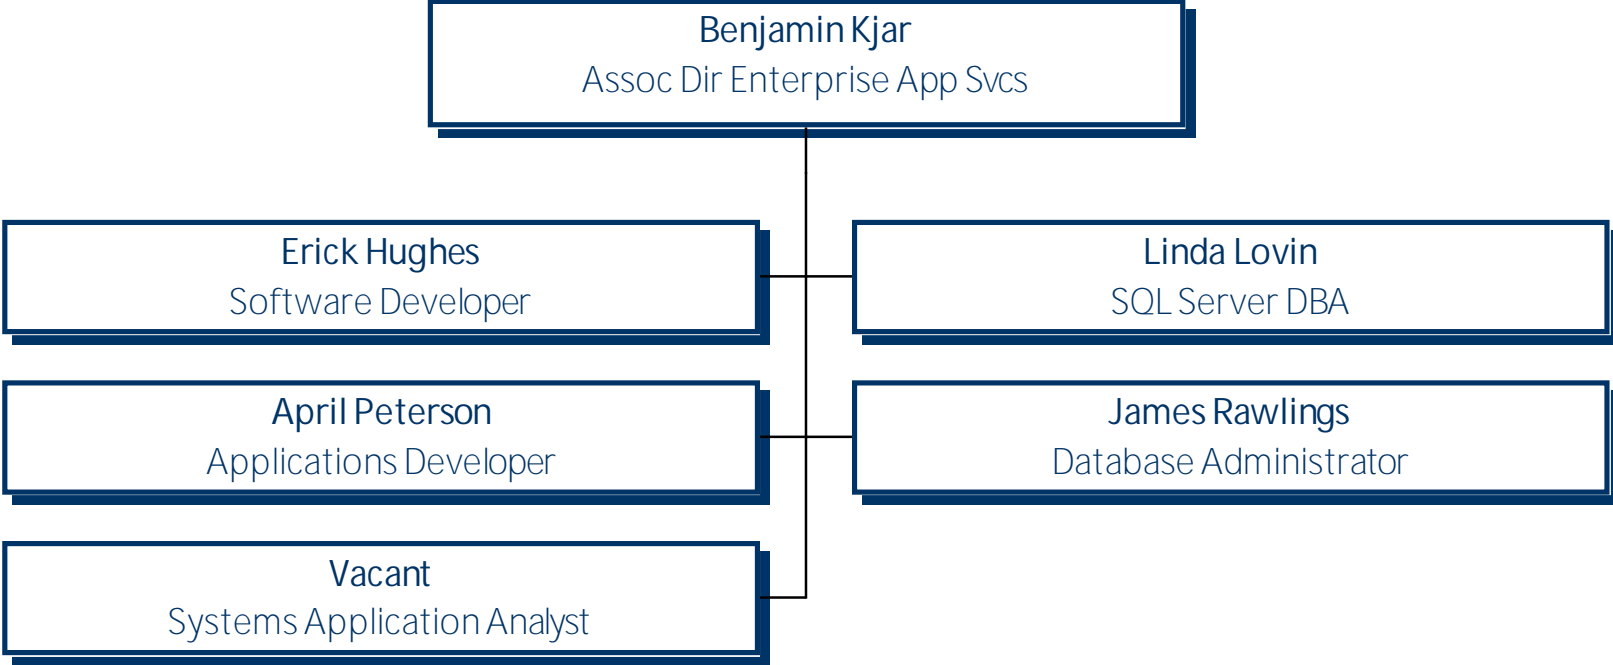 Benjamin Kjar
Assoc Dir Enterprise App Svcs
Erick Hughes
Software Developer
Linda Lovin
SQL Server DBA
April Peterson
Applications Developer
James Rawlings
Database Administrator
Vacant
Systems Application Analyst